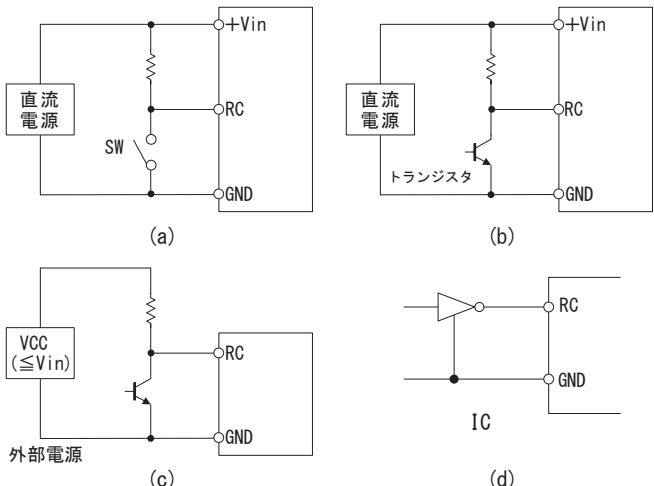 +Vin
直流
電源
RC
SW
GND
(a)
+Vin
直流
電源
RC
トランジスタ
GND
(b)
VCC
(≦Vin)
RC
GND
外部電源
(c)
RC
GND
IC
(d)